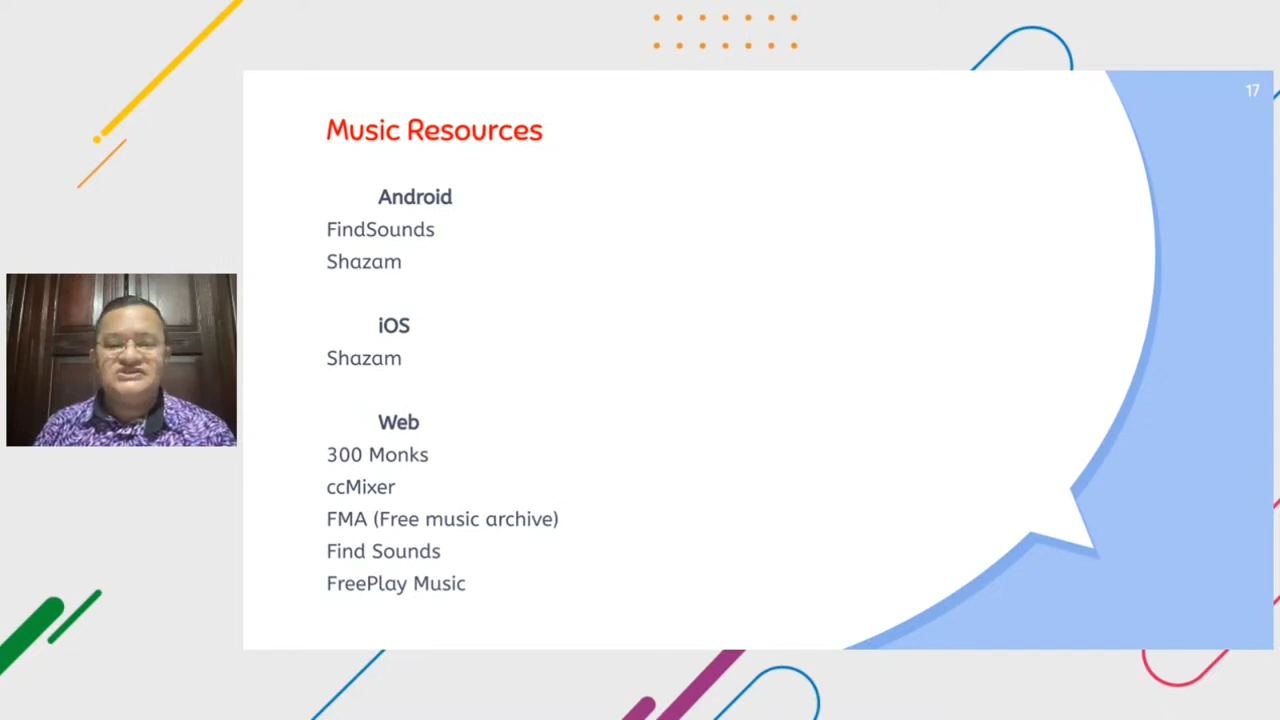 17
Music Resources
Android
FindSounds
Shazam
iOS
Shazam
Web
300 Monks
ccMixer
FMA (Free music archive)
Find Sounds
FreePlay Music